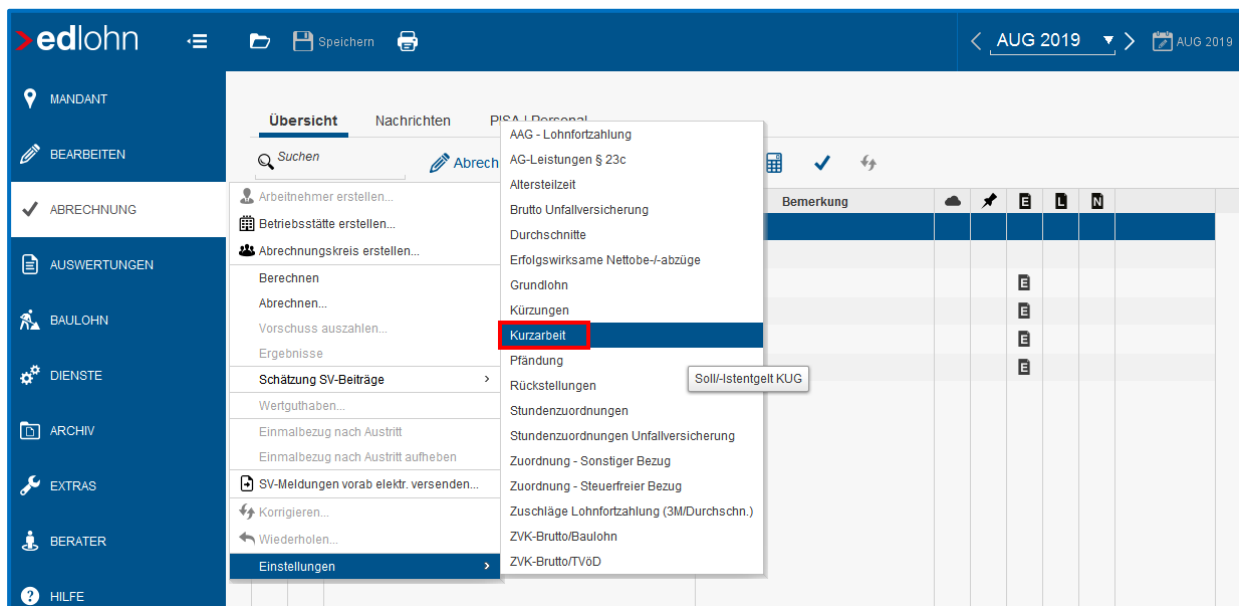 edlohn
Speichern
AUG 2019
AUG 2019
MANDANT
BEARBEITEN
ABRECHNUNG
AUSWERTUNGEN
BAULOHN
DIENSTE
ARCHIV
EXTRAS
BERATER
HILFE
Übersicht Nachrichten PISA | Personal
Suchen
Abrech
Bemerkung E L N
E
E
E
E
Arbeitnehmer erstellen...
Betriebsstätte erstellen...
Abrechnungskreis erstellen...
Berechnen
Abrechnen...
Vorschuss auszahlen...
Ergebnisse
Schätzung SV-Beiträge
Wertguthaben...
Einmalbezug nach Austritt
Einmalbezug nach Austritt aufheben
SV-Meldungen vorab elektr. versenden...
Korrigieren...
Wiederholen...
Einstellungen
AAG - Lohnfortzahlung
AG-Leistungen § 23c
Altersteilzeit
Brutto Unfallversicherung
Durchschnitte
Erfolgswirksame Nettobe-/-abzüge
Grundlohn
Kürzungen
Kurzarbeit
Pfändung
Rückstellungen
Stundenzuordnungen
Stundenzuordnungen Unfallversicherung
Zuordnung - Sonstiger Bezug
Zuordnung - Steuerfreier Bezug
Zuschläge Lohnfortzahlung (3M/Durchschn.)
ZVK-Brutto/Baulohn
ZVK-Brutto/TVöD
Soll/-Istentgelt KUG